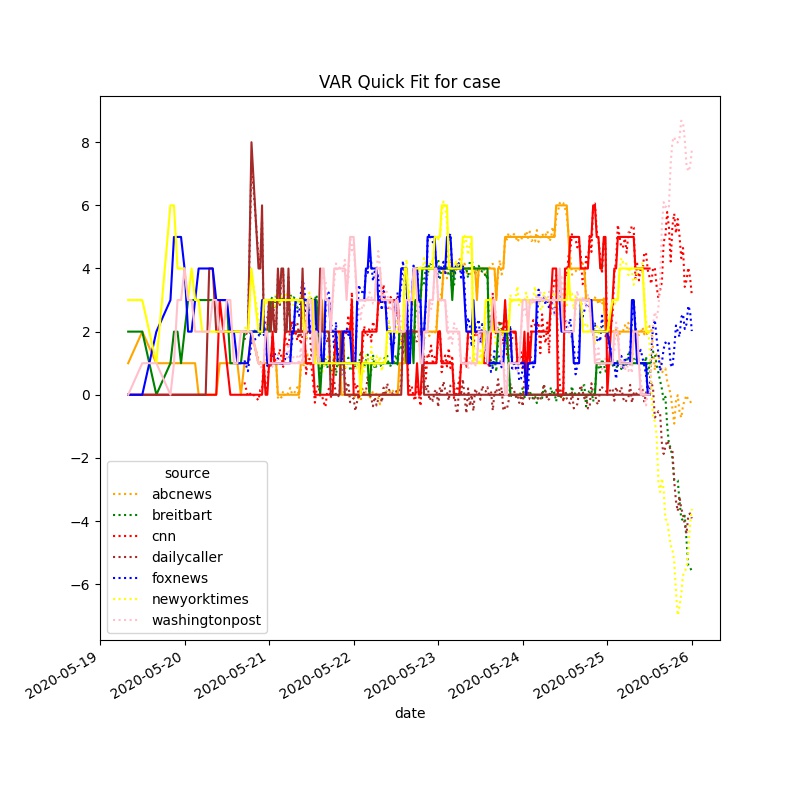 VAR Quick Fit for case
8
6
4
2
0
−2
−4
−6
source
abcnews
breitbart
cnn
dailycaller
foxnews
newyorktimes
washingtonpost
2020-05-19
2020-05-20
2020-05-21
2020-05-22
2020-05-23
2020-05-24
2020-05-25
2020-05-26
date